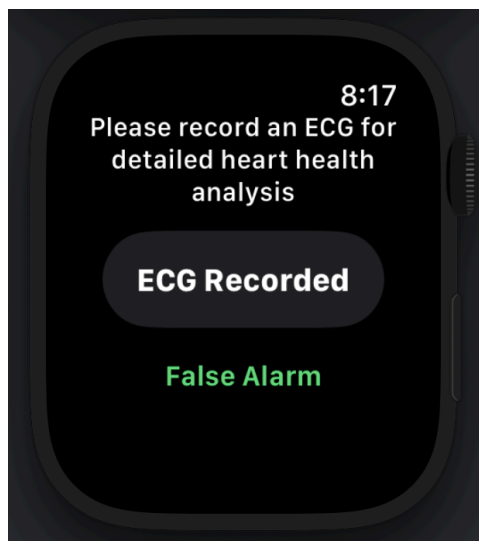 8:17
Please record an ECG for
detailed heart health
analysis
ECG Recorded
False Alarm